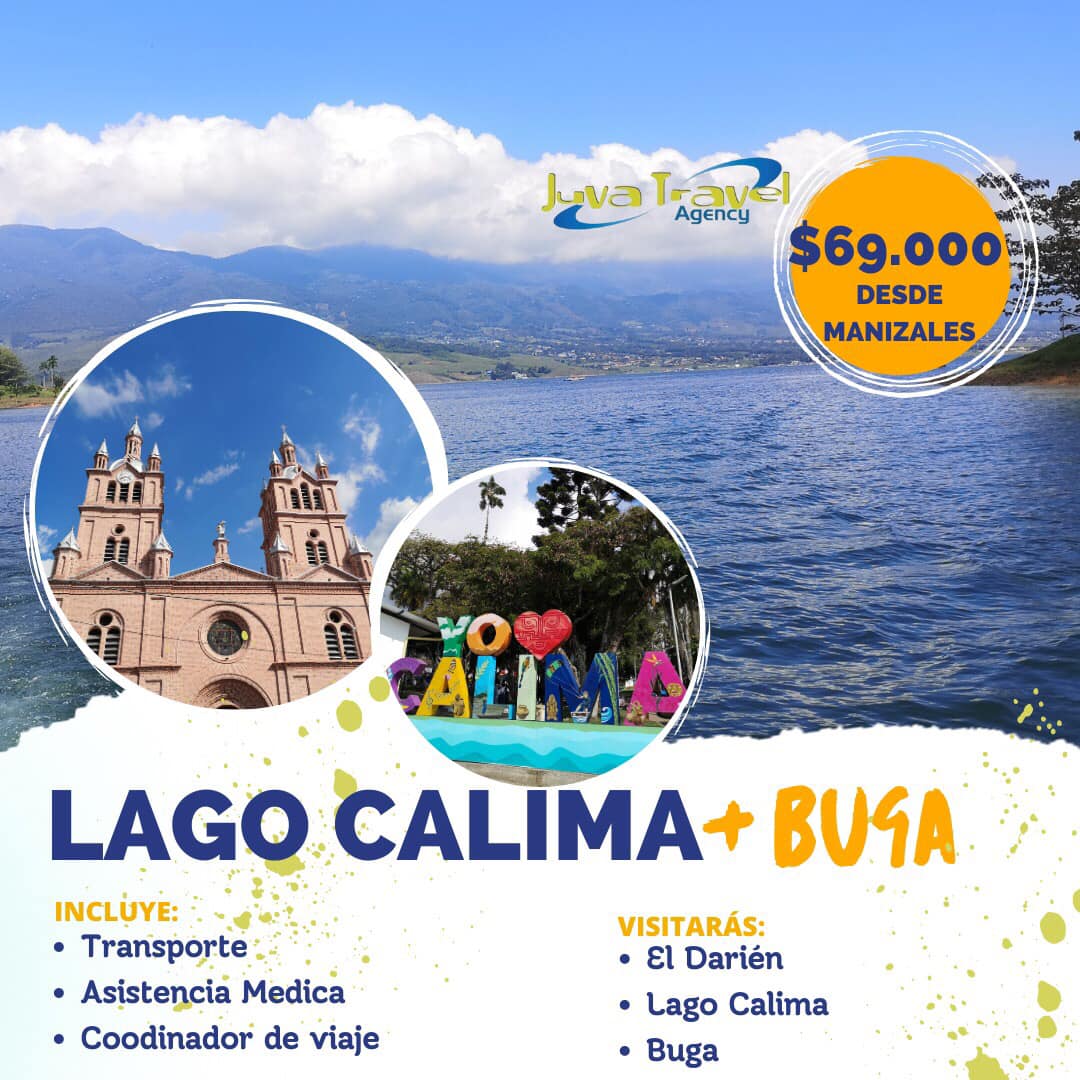 Juva Travel
Agency
$69.000
DESDE
MANIZALES
YO
CALIMA
LAGO CALIMA + BUGA
INCLUYE:
• Transporte
• Asistencia Medica
• Coodinador de viaje
VISITARÁS:
• El Darién
• Lago Calima
• Buga